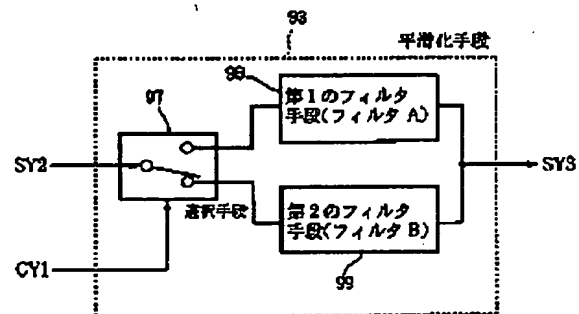 93
平滑化手段
98
第1のフィルタ
手段(フィルタ A)
97
SY2
SY3
選択手段
第2のフィルタ
手段(フィルタ B)
CY1
99